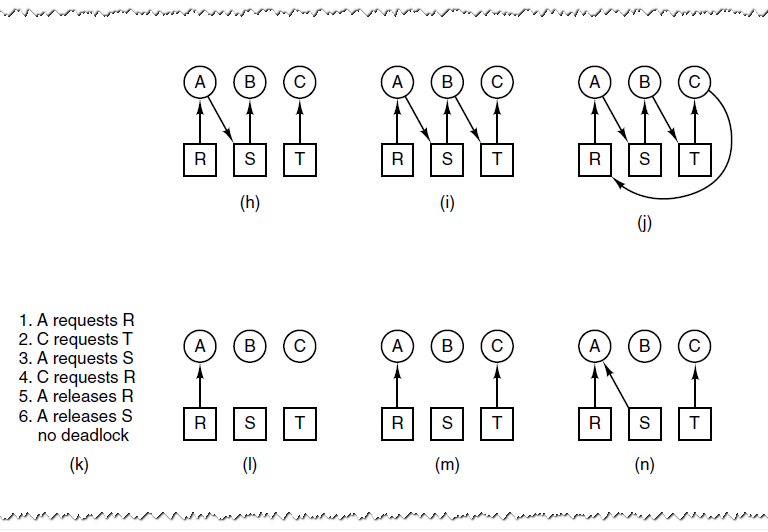 A B C
R S T
(h)
A B C
R S T
(i)
A B C
R S T
(j)
1. A requests R
2. C requests T
3. A requests S
4. C requests R
5. A releases R
6. A releases S
no deadlock
(k)
A B C
R S T
(l)
A B C
R S T
(m)
A B C
R S T
(n)